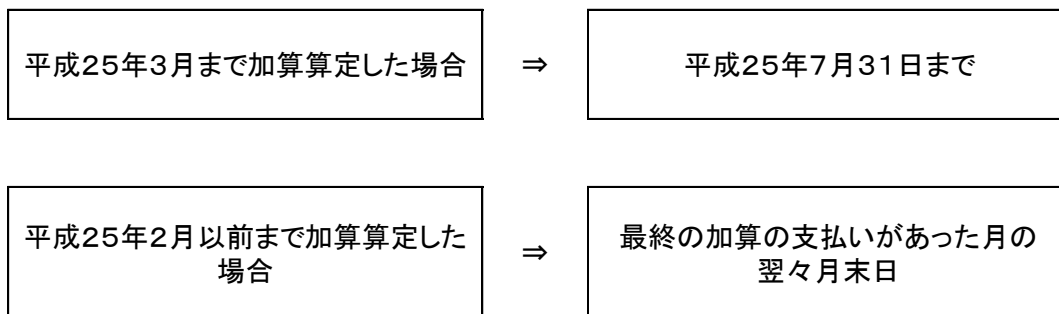 平成25年3月まで加算算定した場合
⇒
平成25年7月31日まで
平成25年2月以前まで加算算定した
場合
⇒
最終の加算の支払いがあった月の
翌々月末日